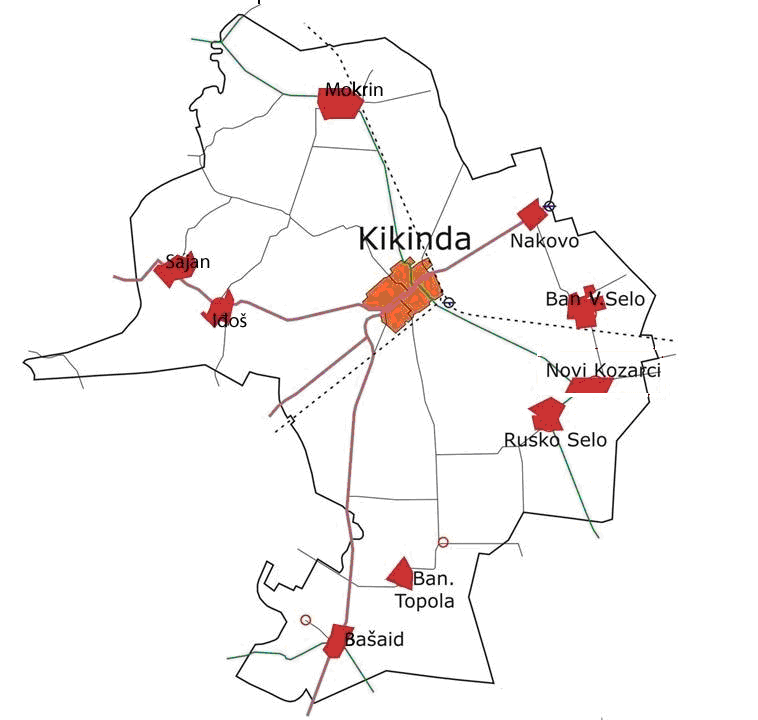 Mokrin
Kikinda
Nakovo
Sajan
Iđoš
Ban V.Selo
Novi Kozarci
Rusko Selo
Ban.
Topola
Bašaid